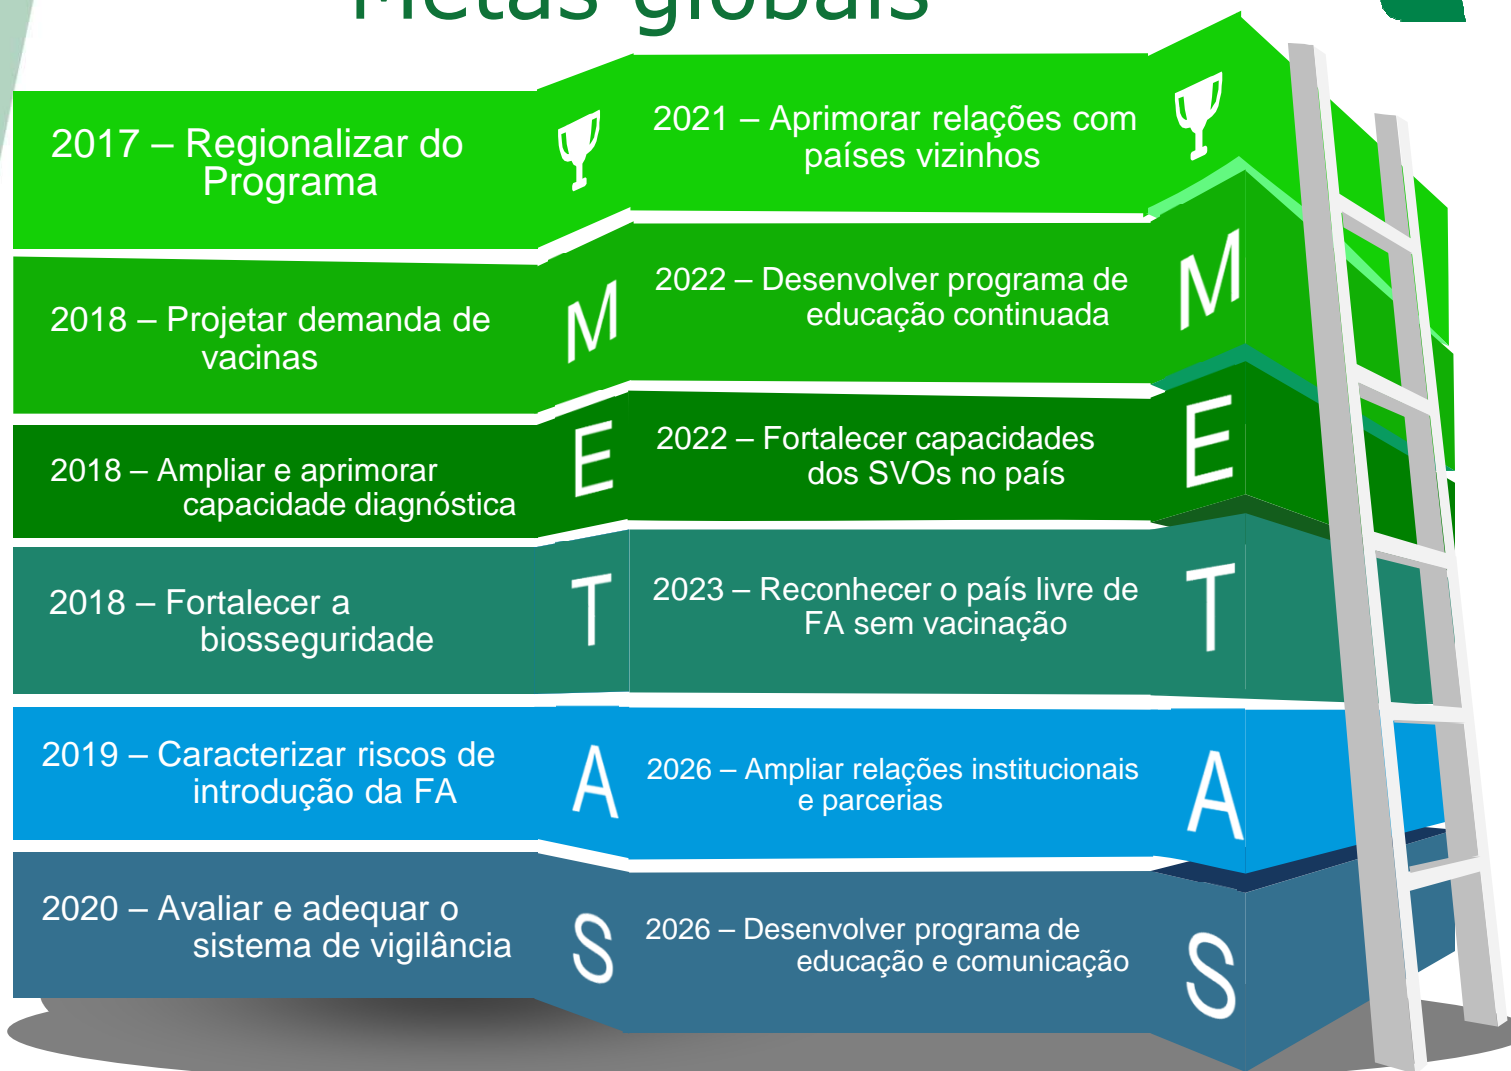 Metas globais
2017 – Regionalizar do
Programa
2018 – Projetar demanda de
vacinas
2018 – Ampliar e aprimorar
capacidade diagnóstica
2018 – Fortalecer a
biosseguridade
2019 – Caracterizar riscos de
introdução da FA
2020 – Avaliar e adequar o
sistema de vigilância
M
E
T
A
S
2021 – Aprimorar relações com
países vizinhos
2022 – Desenvolver programa de
educação continuada
2022 – Fortalecer capacidades
dos SVOs no país
2023 – Reconhecer o país livre de
FA sem vacinação
2026 – Ampliar relações institucionais
e parcerias
2026 – Desenvolver programa de
educação e comunicação
M
E
T
A
S